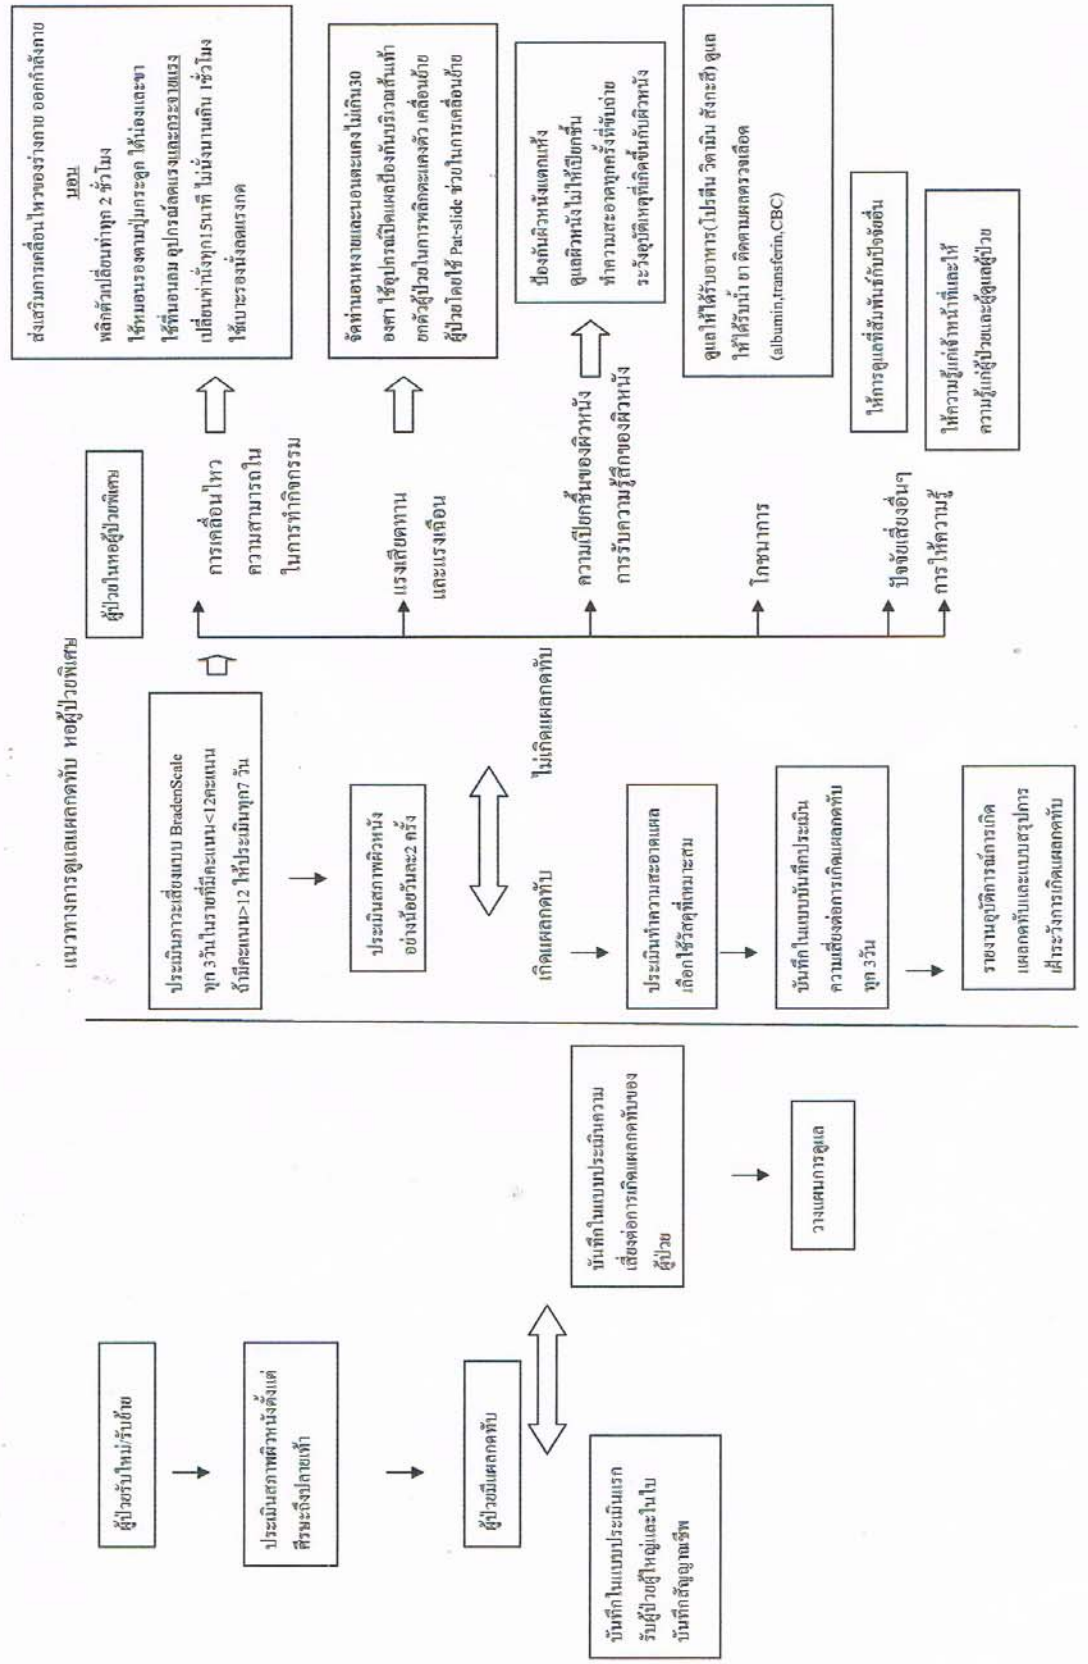 แนวทางการดูแลแผลกดทับ หอผู้ป่วยพิเศษ
ผู้ป่วยรับใหม่/รับย้าย
ประเมินสภาพผิวหนังตั้งแต่
ศีรษะถึงปลายเท้า
ผู้ป่วยมีแผลกดทับ
บันทึกในแบบประเมินแรก
รับผู้ป่วยผู้ใหญ่และในใบ
บันทึกสัญญาณชีพ
บันทึกในแบบประเมินความ
เสี่ยงต่อการเกิดแผลกดทับของ
ผู้ป่วย
วางแผนการดูแล
ผู้ป่วยในหอผู้ป่วยพิเศษ
ประเมินภาวะเสี่ยงแบบ BradenScale
ทุก 3วันในรายที่มีคะแนน<12คะแนน
ถ้ามีคะแนน>12 ให้ประเมินทุก7 วัน
ประเมินสภาพผิวหนัง
อย่างน้อยวันละ2 ครั้ง
เกิดแผลกดทับ
ไม่เกิดแผลกดทับ
ประเมินทำความสะอาดแผล
เลือกใช้วัสดุที่เหมาะสม
บันทึกในแบบบันทึกประเมิน
ความเสี่ยงต่อการเกิดแผลกดทับ
ทุก 3วัน
รายงานอุบัติการณ์การเกิด
แผลกดทับและแบบสรุปการ
เฝ้าระวังการเกิดแผลกดทับ
การเคลื่อนไหว
ความสามารถใน
ในการทำกิจกรรม
ส่งเสริมการเคลื่อนไหวของร่างกาย ออกกำลังกาย
นอน
พลิกตัวเปลี่ยนท่าทุก 2 ชั่วโมง
ใช้หมอนรองตามปุ่มกระดูก ใต้น่องและขา
ใช้ที่นอนลม อุปกรณ์ลดแรงและกระจายแรง
เปลี่ยนท่านั่งทุก15นาที ไม่นั่งนานเกิน 1ชั่วโมง
ใช้เบาะรองนั่งลดแรงกด
แรงเสียดทาน
และแรงเฉือน
จัดท่านอนหงายและนอนตะแคงไม่เกิน30
องศา ใช้อุปกรณ์ปิดแผลป้องกันบริเวณส้นเท้า
ยกตัวผู้ป่วยในการพลิกตะแคงตัว เคลื่อนย้าย
ผู้ป่วยโดยใช้ Pat-slide ช่วยในการเคลื่อนย้าย
ความเปียกชื้นของผิวหนัง
การรับความรู้สึกของผิวหนัง
ป้องกันผิวหนังแตกแห้ง
ดูแลผิวหนังไม่ให้เปียกชื้น
ทำความสะอาดทุกครั้งที่ขับถ่าย
ระวังอุบัติเหตุที่เกิดขึ้นกับผิวหนัง
โภชนาการ
ดูแลให้ได้รับอาหาร(โปรตีน วิตามิน สังกะสี) ดูแล
ให้ได้รับน้ำ ยา ติดตามผลตรวจเลือด
(albumin,transferin,CBC)
ปัจจัยเสี่ยงอื่นๆ
ให้การดูแลที่สัมพันธ์กับปัจจัยอื่น
การให้ความรู้
ให้ความรู้แก่เจ้าหน้าที่และให้
ความรู้แก่ผู้ป่วยและผู้ดูแลผู้ป่วย